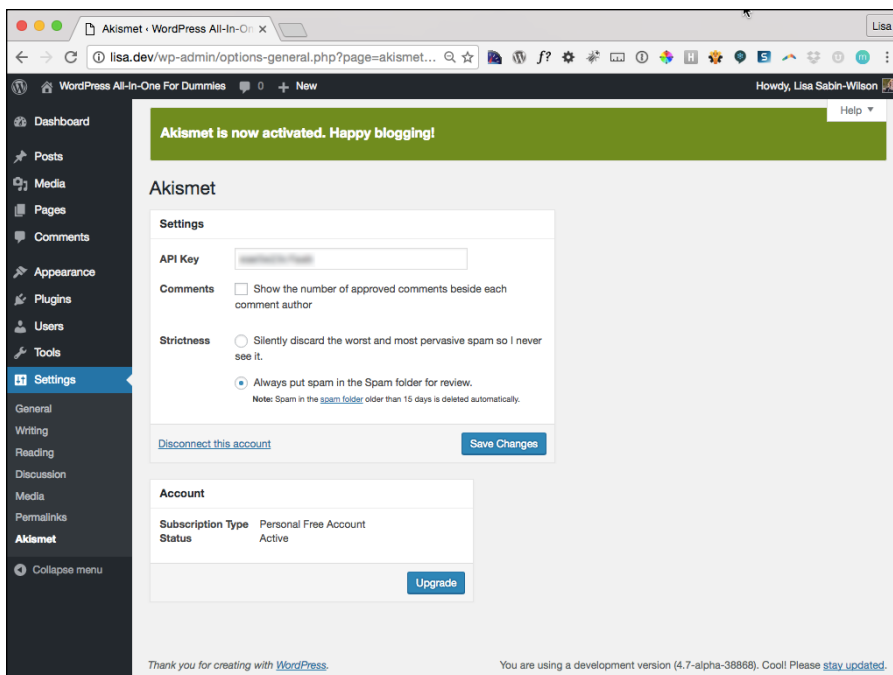 Akismet ‹ WordPress All-In-On
Lisa
lisa.dev/wp-admin/options-general.php?page=akismet...
f?
WordPress All-In-One For Dummies 0 + New Howdy, Lisa Sabin-Wilson
Help
Dashboard
Posts
Media
Pages
Comments
Appearance
Plugins
Users
Tools
Settings
General
Writing
Reading
Discussion
Media
Permalinks
Akismet
Collapse menu
Akismet is now activated. Happy blogging!
Akismet
Settings
API Key
Comments Show the number of approved comments beside each
comment author
Strictness Silently discard the worst and most pervasive spam so I never
see it.
Always put spam in the Spam folder for review.
Note: Spam in the spam folder older than 15 days is deleted automatically.
Disconnect this account Save Changes
Account
Subscription Type Personal Free Account
Status Active
Upgrade
Thank you for creating with WordPress. You are using a development version (4.7-alpha-38868). Cool! Please stay updated.